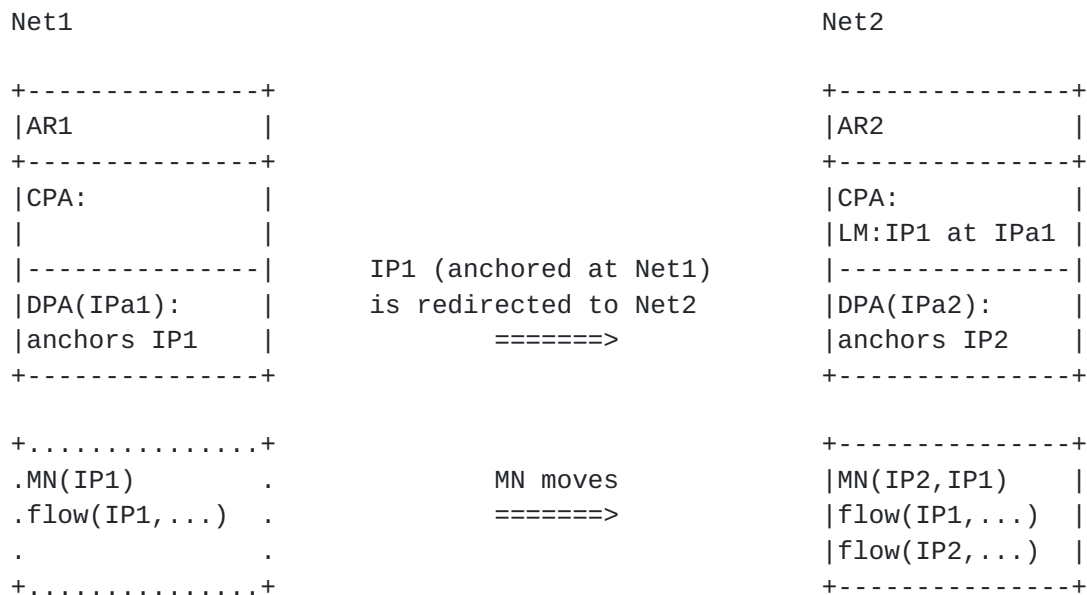 Net1                                                Net2

+---------------+                                   +---------------+
|AR1            |                                   |AR2            |
+---------------+                                   +---------------+
|CPA:           |                                   |CPA:           |
|               |                                   |LM:IP1 at IPa1 |
|---------------|      IP1 (anchored at Net1)       |---------------|
|DPA(IPa1):     |      is redirected to Net2        |DPA(IPa2):     |
|anchors IP1    |              =======>             |anchors IP2    |
+---------------+                                   +---------------+

+...............+                                   +---------------+
.MN(IP1)        .              MN moves             |MN(IP2,IP1)    |
.flow(IP1,...)  .              =======>             |flow(IP1,...)  |
.               .                                   |flow(IP2,...)  |
+...............+                                   +---------------+